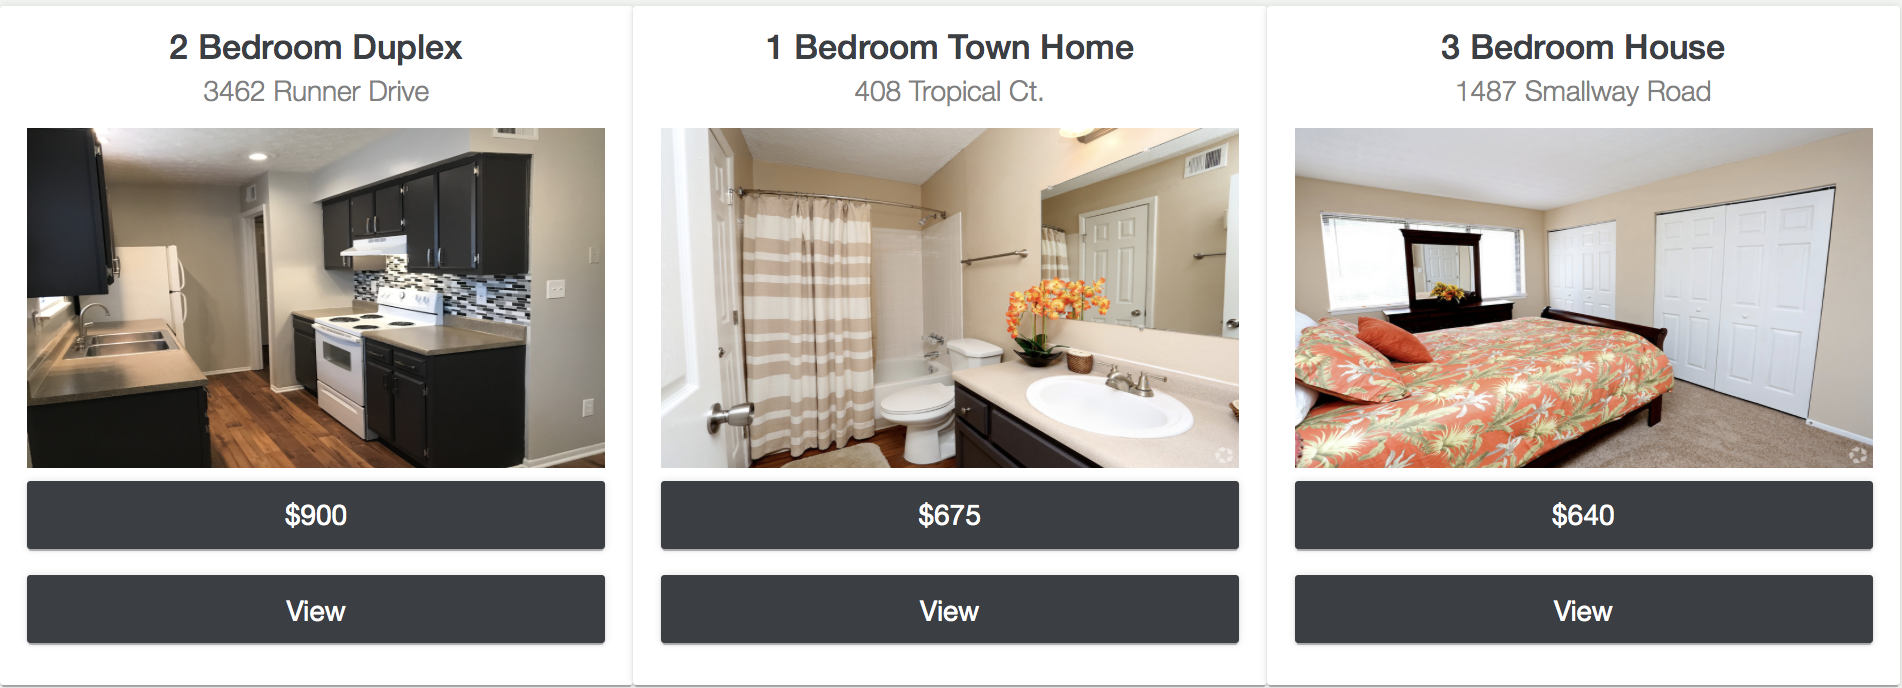 2 Bedroom Duplex
3462 Runner Drive
$900
View
1 Bedroom Town Home
408 Tropical Ct.
$675
View
3 Bedroom House
1487 Smallway Road
$640
View